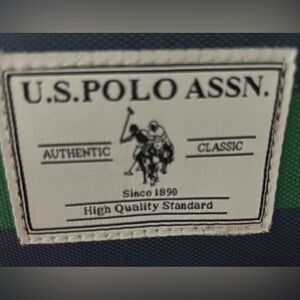 U.S.POLO ASSN.
AUTHENTIC CLASSIC
Since 1890
High Quality Standard